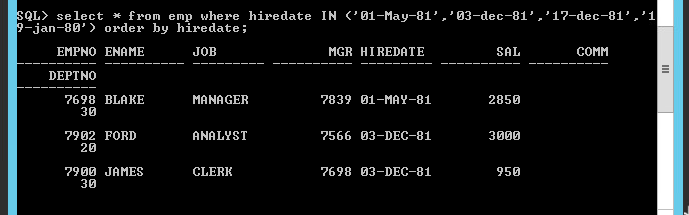 SQL> select * from emp where hiredate IN ('01-May-81','03-dec-81','17-dec-81','1
9-jan-80') order by hiredate;
EMPNO ENAME JOB MGR HIREDATE SAL COMM
---------- ---------- --------- ---------- --------- ---------- ----------
DEPTNO
----------
7698 BLAKE MANAGER 7839 01-MAY-81 2850
30
7902 FORD ANALYST 7566 03-DEC-81 3000
20
7900 JAMES CLERK 7698 03-DEC-81 950
30